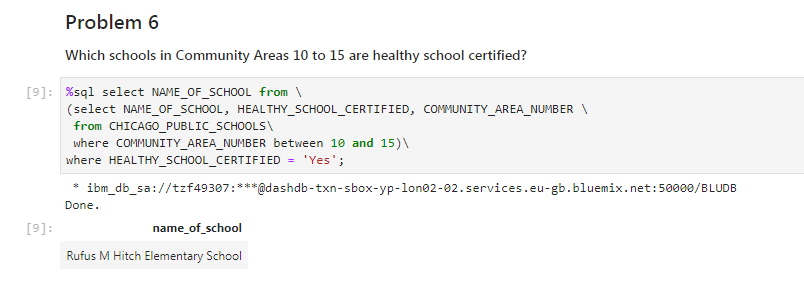 Problem 6
Which schools in Community Areas 10 to 15 are healthy school certified?
[9]: %sql select NAME_OF_SCHOOL from \
(select NAME_OF_SCHOOL, HEALTHY_SCHOOL_CERTIFIED, COMMUNITY_AREA_NUMBER \
from CHICAGO_PUBLIC_SCHOOLS\
where COMMUNITY_AREA_NUMBER between 10 and 15)\
where HEALTHY_SCHOOL_CERTIFIED = 'Yes';
* ibm_db_sa://tzf49307:***@dashdb-txn-sbox-yp-lon02-02.services.eu-gb.bluemix.net:50000/BLUDB
Done.
[9]: name_of_school
Rufus M Hitch Elementary School